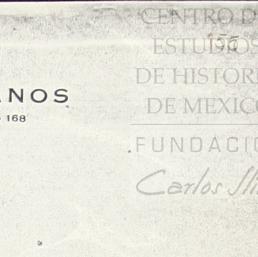 CENTRO D
ESTUDIOS
155
DE HISTORI
ANOS
DE MEXICO
168
FUNDACIO
Carlos Sli